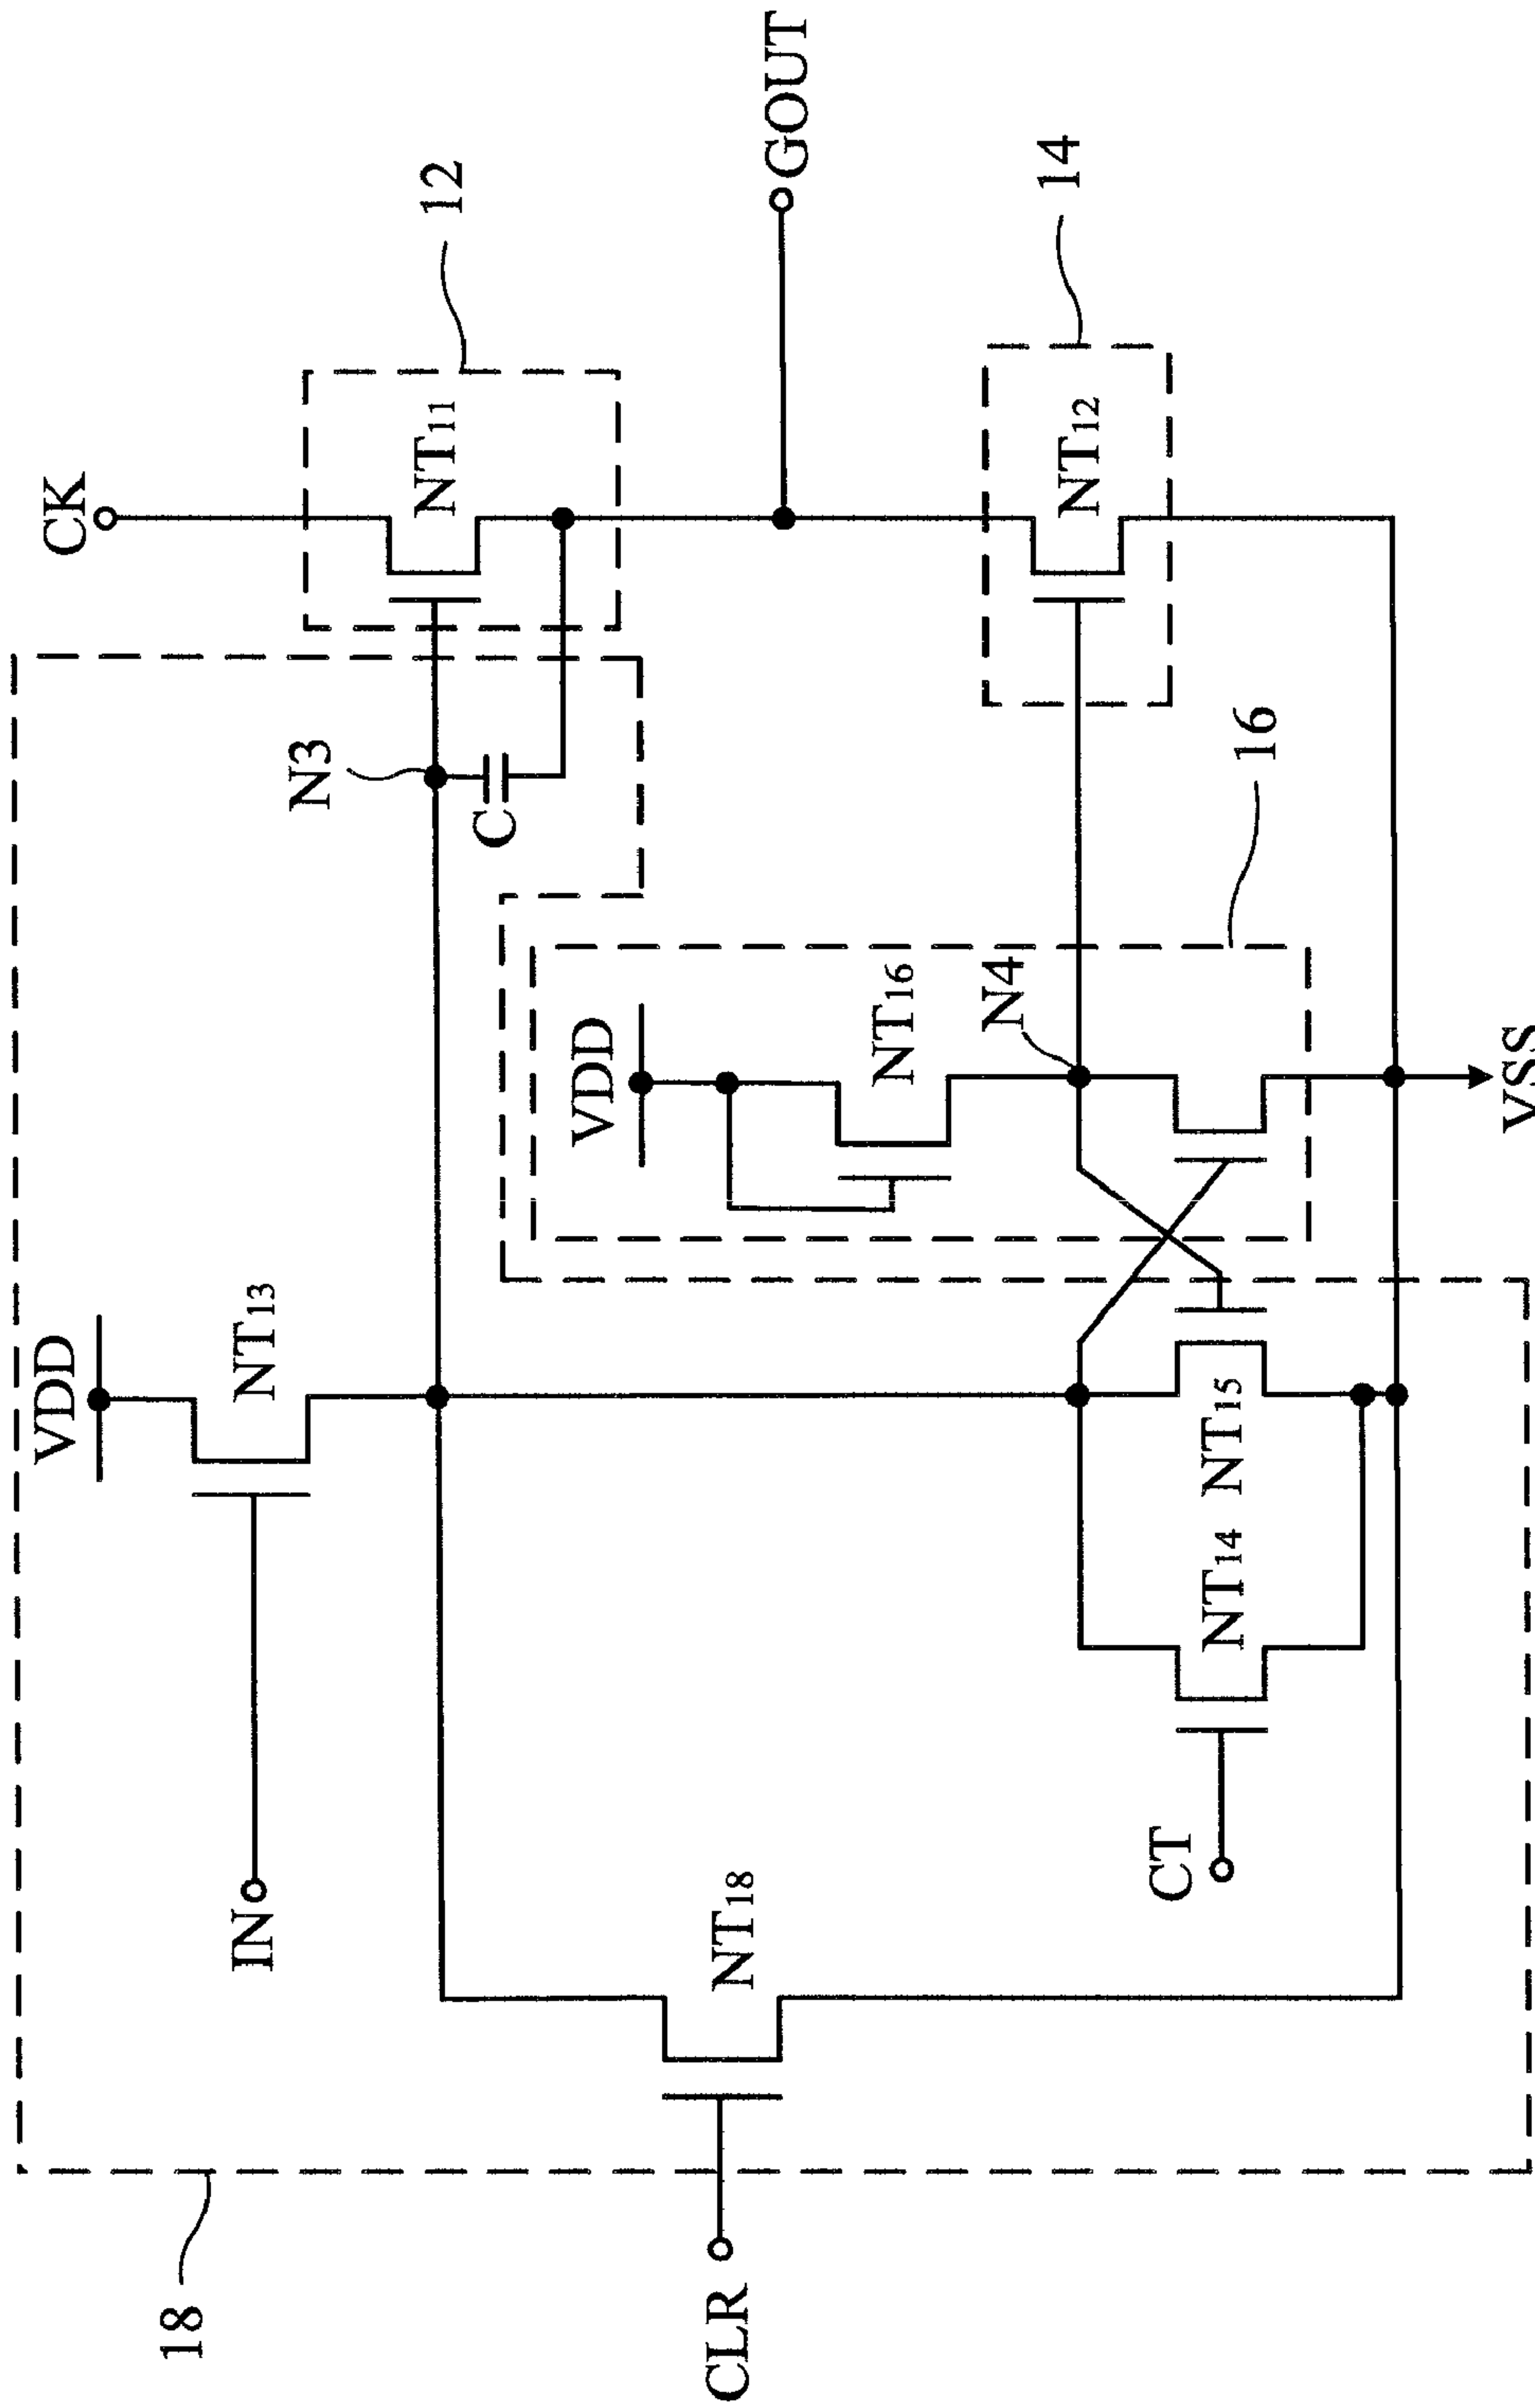 CK
12
NT11
GOUT
14
NT12
N3
C
16
VDD
NT16
N4
VSS
VDD
NT13
IN
NT15
NT14
CT
NT18
CLR
18